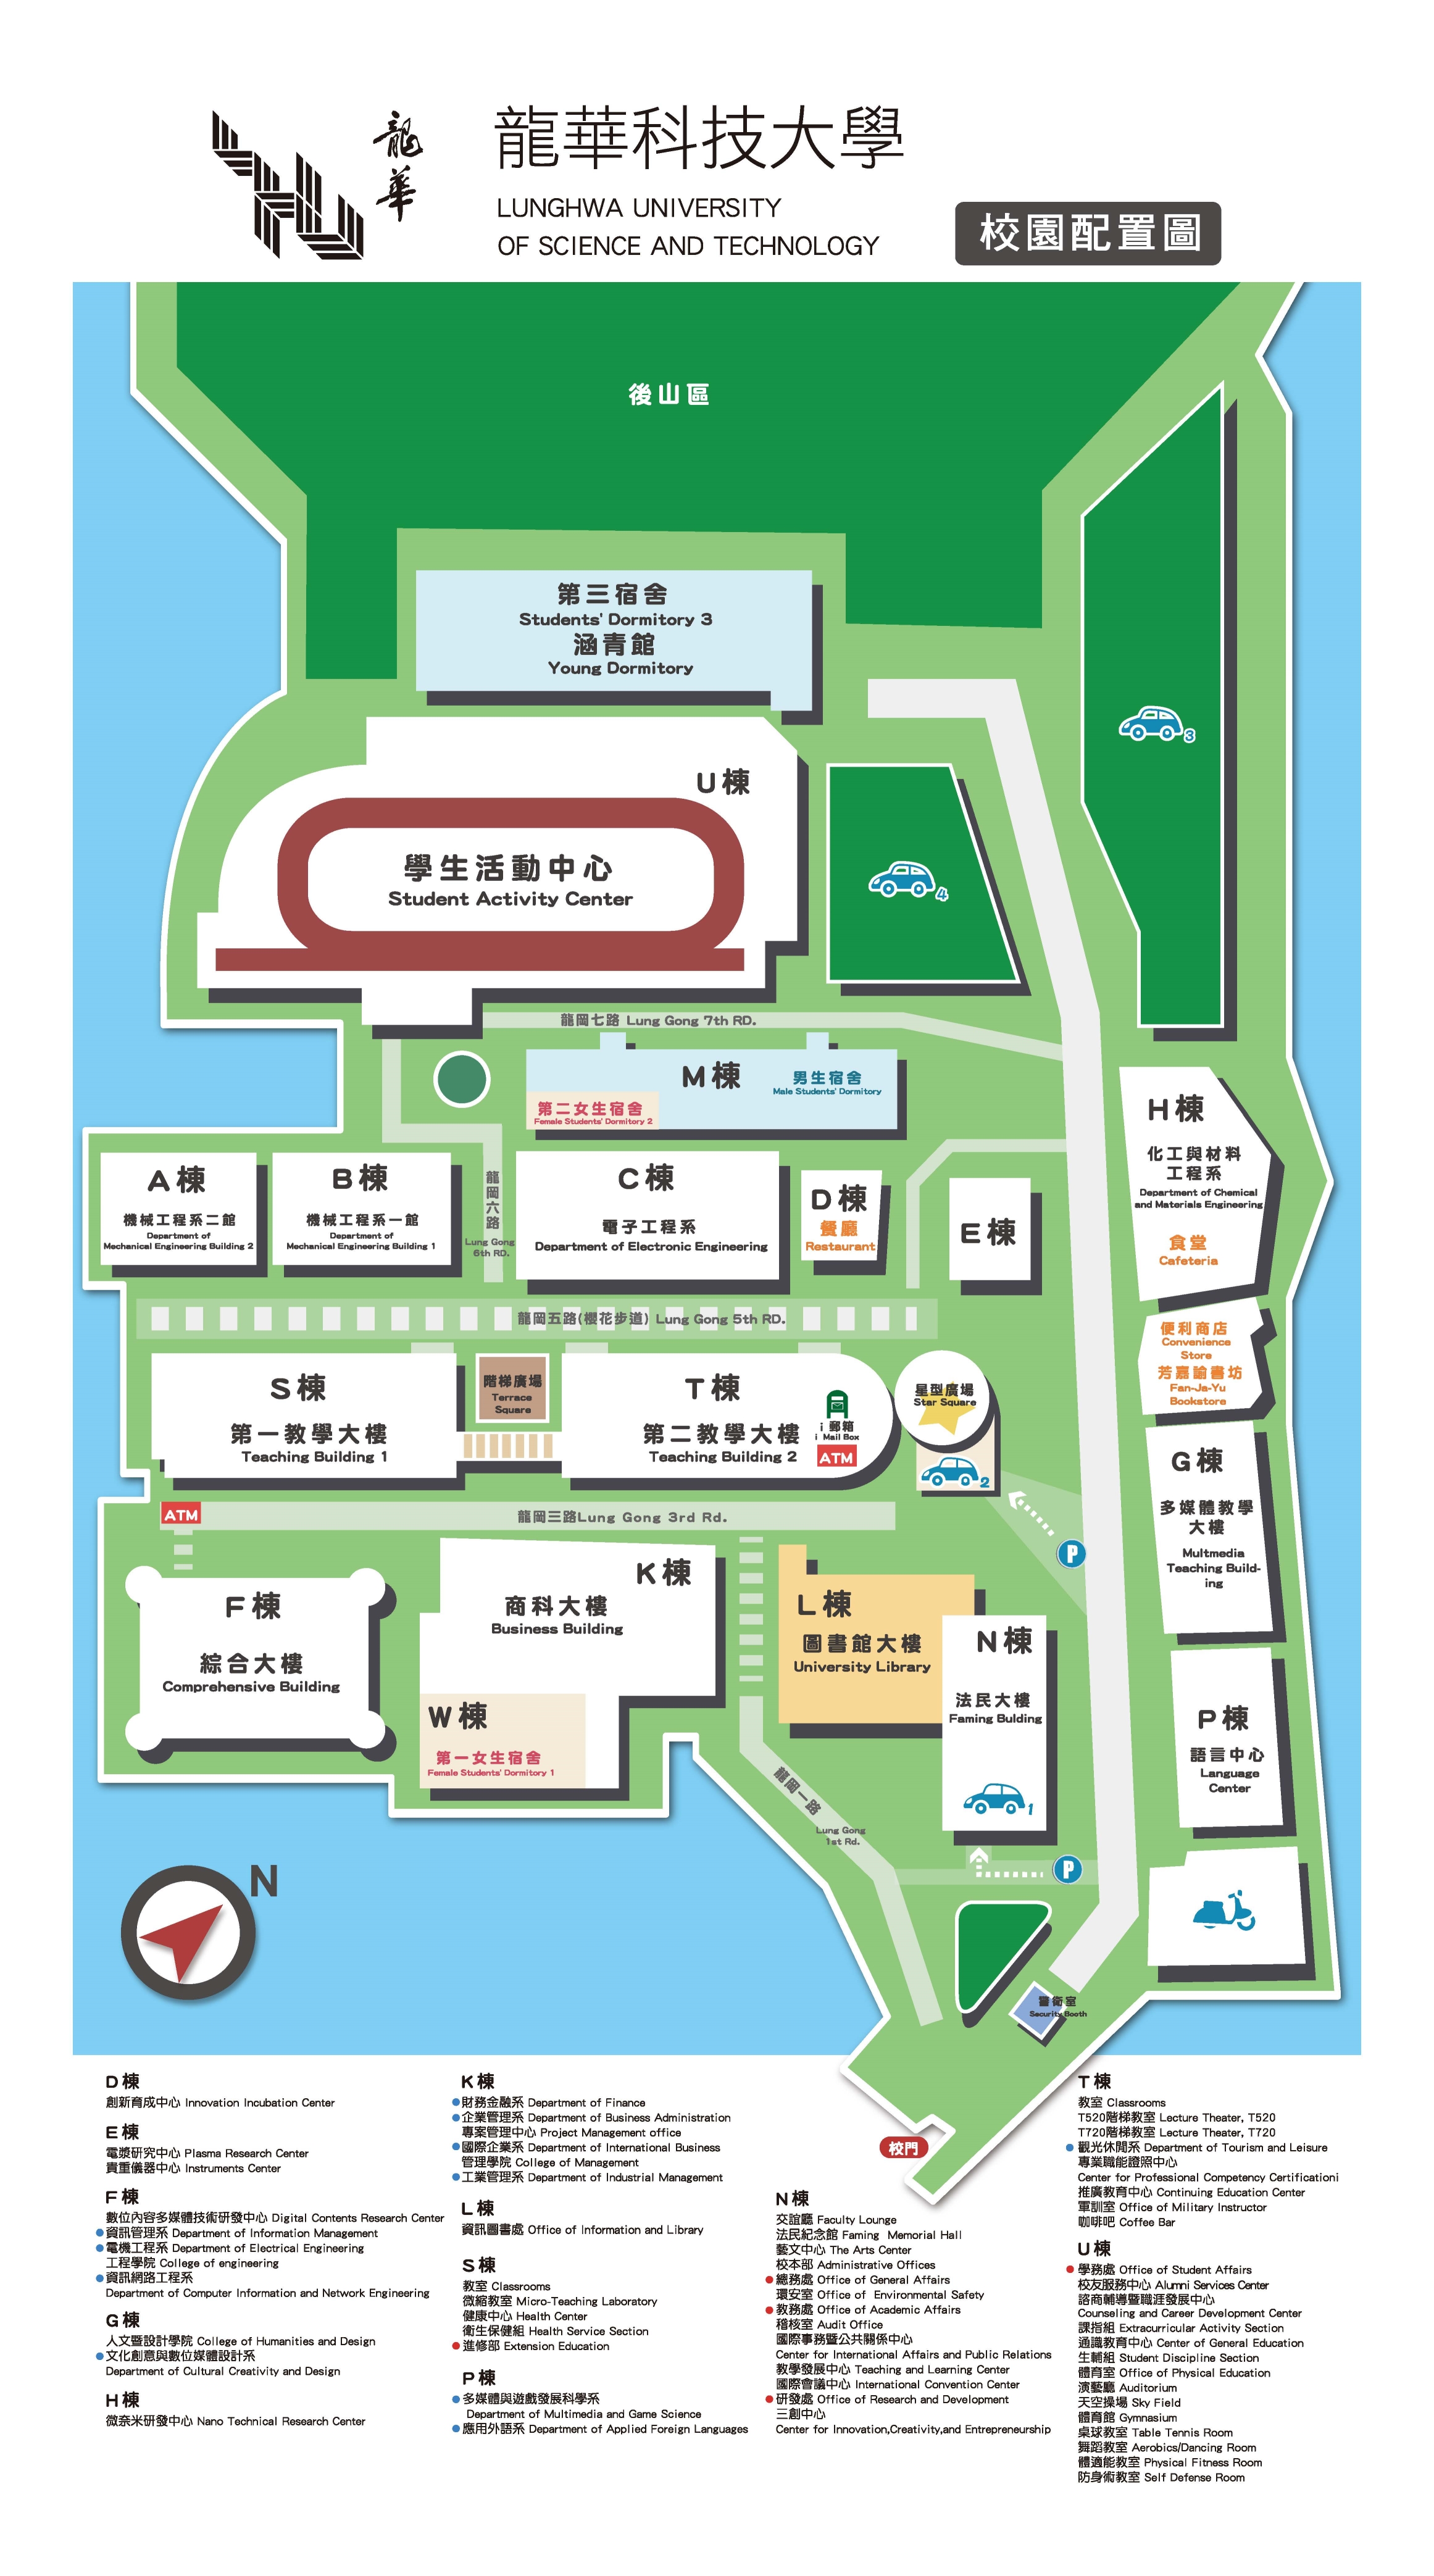 龍華
龍華科技大學
LUNGHWA UNIVERSITY
OF SCIENCE AND TECHNOLOGY
校園配置圖
後山區
第三宿舍
Students' Dormitory 3
涵青館
Young Dormitory
3
U棟
學生活動中心
Student Activity Center
4
龍岡七路 Lung Gong 7th RD.
M棟
男生宿舍
Male Students' Dormitory
第二女生宿舍
Female Students' Dormitory 2
H棟
化工與材料
工程系
Department of Chemical
and Materials Engineering
食堂
Cafeteria
A棟
機械工程系二館
Department of
Mechanical Engineering Building 2
B棟
機械工程系一館
Department of
Mechanical Engineering Building 1
龍岡六路
Lung Gong
6th RD.
C棟
電子工程系
Department of Electronic Engineering
D棟
餐廳
Restaurant
E棟
龍岡五路(櫻花步道) Lung Gong 5th RD.
便利商店
Convenience
Store
芳嘉諭書坊
Fan-Ja-Yu
Bookstore
S棟
第一教學大樓
Teaching Building 1
階梯廣場
Terrace
Square
T棟
第二教學大樓
Teaching Building 2
i 郵箱
i Mail Box
ATM
星型廣場
Star Square
2
G棟
多媒體教學
大樓
Multmedia
Teaching Build-
ing
ATM
龍岡三路Lung Gong 3rd Rd.
P
F棟
綜合大樓
Comprehensive Building
K棟
商科大樓
Business Building
W棟
第一女生宿舍
Female Students' Dormitory 1
L棟
圖書館大樓
University Library
N棟
法民大樓
Faming Bulding
1
P棟
語言中心
Language
Center
龍岡一路
Lung Gong
1st Rd.
P
N
警衛室
Security Booth
校門
D棟
創新育成中心 Innovation Incubation Center
E棟
電漿研究中心 Plasma Research Center
貴重儀器中心 Instruments Center
F棟
數位內容多媒體技術研發中心 Digital Contents Research Center
資訊管理系 Department of Information Management
電機工程系 Department of Electrical Engineering
工程學院 College of engineering
資訊網路工程系
Department of Computer Information and Network Engineering
G棟
人文暨設計學院 College of Humanities and Design
文化創意與數位媒體設計系
Department of Cultural Creativity and Design
H棟
微奈米研發中心 Nano Technical Research Center
K棟
財務金融系 Department of Finance
企業管理系 Department of Business Administration
專案管理中心 Project Management office
國際企業系 Department of International Business
管理學院 College of Management
工業管理系 Department of Industrial Management
L棟
資訊圖書處 Office of Information and Library
S棟
教室 Classrooms
微縮教室 Micro-Teaching Laboratory
健康中心 Health Center
衛生保健組 Health Service Section
進修部 Extension Education
P棟
多媒體與遊戲發展科學系
Department of Multimedia and Game Science
應用外語系 Department of Applied Foreign Languages
N棟
交誼廳 Faculty Lounge
法民紀念館 Faming Memorial Hall
藝文中心 The Arts Center
校本部 Administrative Offices
總務處 Office of General Affairs
環安室 Office of Environmental Safety
教務處 Office of Academic Affairs
稽核室 Audit Office
國際事務暨公共關係中心
Center for International Affairs and Public Relations
教學發展中心 Teaching and Learning Center
國際會議中心 International Convention Center
研發處 Office of Research and Development
三創中心
Center for Innovation,Creativity,and Entrepreneurship
T棟
教室 Classrooms
T520階梯教室 Lecture Theater, T520
T720階梯教室 Lecture Theater, T720
觀光休閒系 Department of Tourism and Leisure
專業職能證照中心
Center for Professional Competency Certificationi
推廣教育中心 Continuing Education Center
軍訓室 Office of Military Instructor
咖啡吧 Coffee Bar
U棟
學務處 Office of Student Affairs
校友服務中心 Alumni Services Center
諮商輔導暨職涯發展中心
Counseling and Career Development Center
課指組 Extracurricular Activity Section
通識教育中心 Center of General Education
生輔組 Student Discipline Section
體育室 Office of Physical Education
演藝廳 Auditorium
天空操場 Sky Field
體育館 Gymnasium
桌球教室 Table Tennis Room
舞蹈教室 Aerobics/Dancing Room
體適能教室 Physical Fitness Room
防身術教室 Self Defense Room